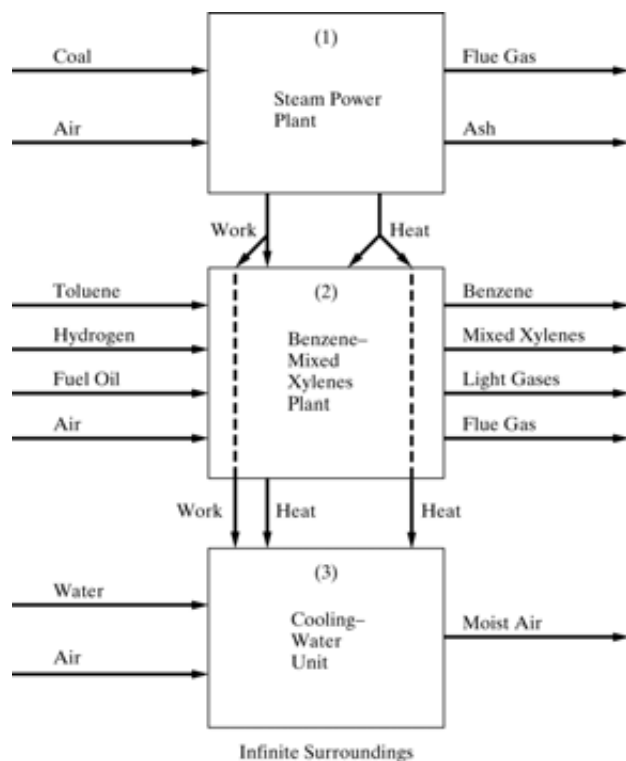 (1)
Coal
Flue Gas
Steam Power
Plant
Air
Ash
Work
Heat
Toluene
(2)
Benzene
Hydrogen
Benzene–
Mixed Xylenes
Mixed
Fuel Oil
Xylenes
Light Gases
Plant
Air
Flue Gas
Work
Heat
Heat
(3)
Water
Cooling–
Moist Air
Water
Air
Unit
Infinite Surroundings